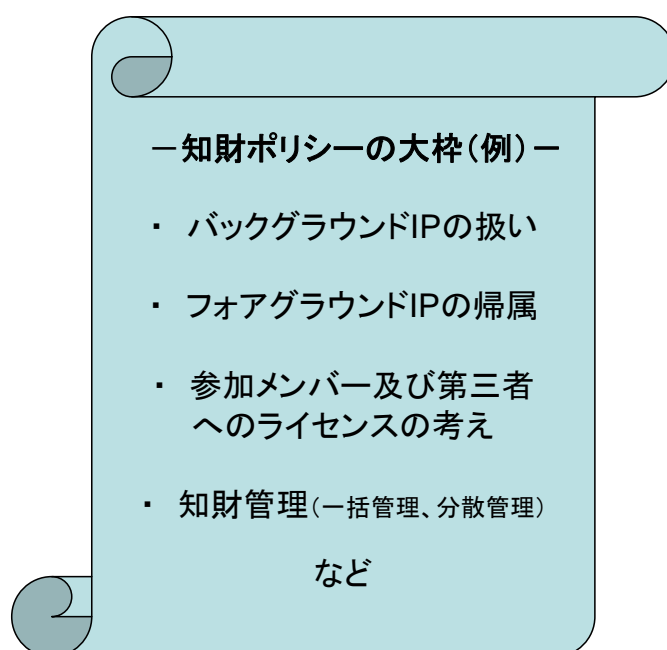 －知財ポリシーの大枠（例）－
・ バックグラウンドIPの扱い
・ フォアグラウンドIPの帰属
・ 参加メンバー及び第三者
へのライセンスの考え
・ 知財管理（一括管理、分散管理）
など